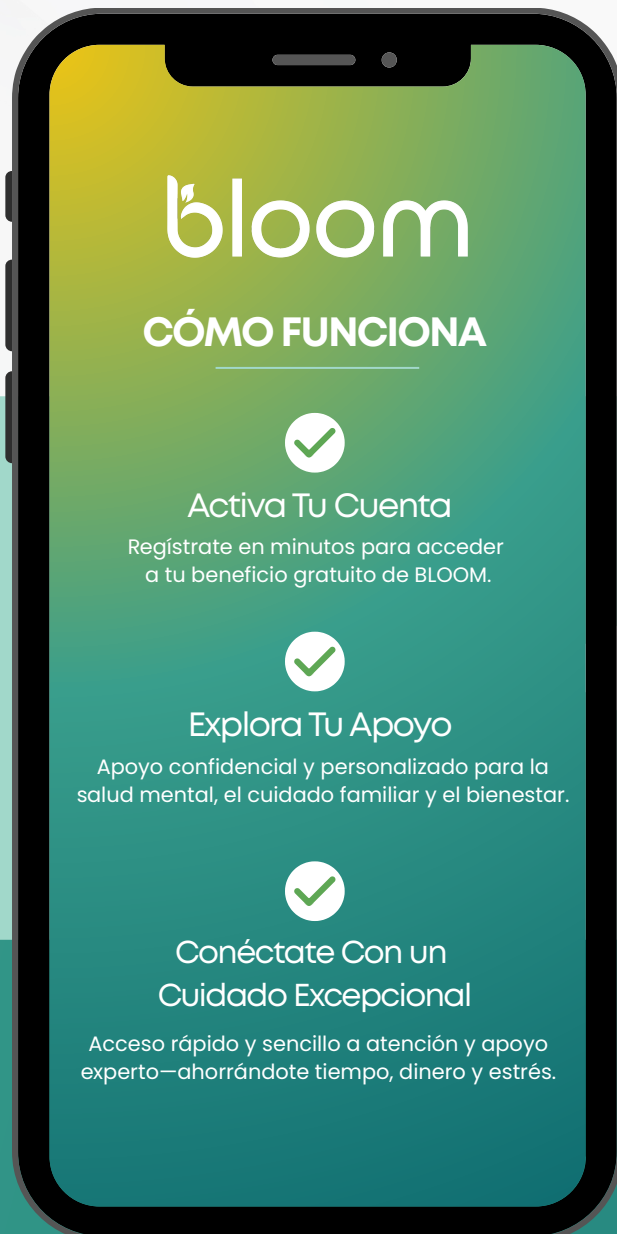 bloom
CÓMO FUNCIONA
Activa Tu Cuenta
Regístrate en minutos para acceder
a tu beneficio gratuito de BLOOM.
Explora Tu Apoyo
Apoyo confidencial y personalizado para la
salud mental, el cuidado familiar y el bienestar.
Conéctate Con un
Cuidado Excepcional
Acceso rápido y sencillo a atención y apoyo
experto—ahorrándote tiempo, dinero y estrés.